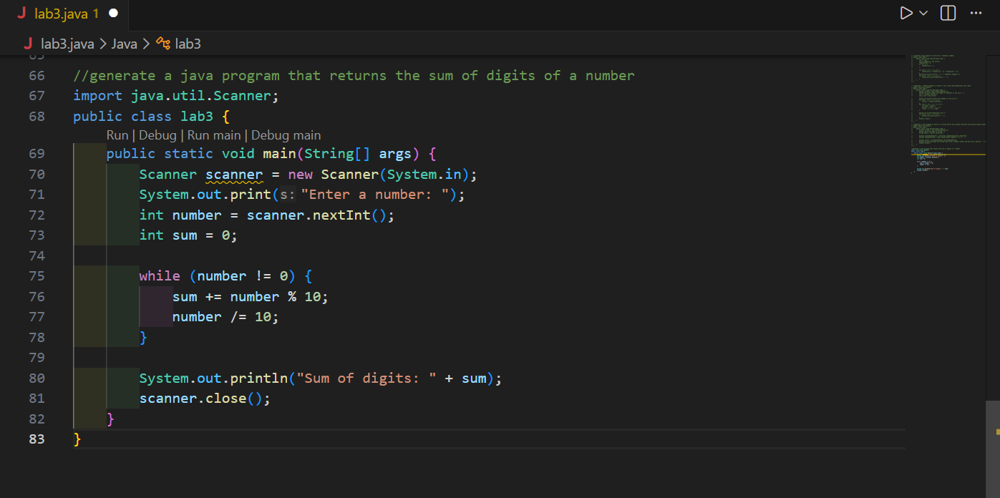 lab3.java 1
lab3.java > Java > lab3
65
66 //generate a java program that returns the sum of digits of a number
67 import java.util.Scanner;
68 public class lab3 {
Run | Debug | Run main | Debug main
69     public static void main(String[] args) {
70         Scanner scanner = new Scanner(System.in);
71         System.out.print(s: "Enter a number: ");
72         int number = scanner.nextInt();
73         int sum = 0;
74
75         while (number != 0) {
76             sum += number % 10;
77             number /= 10;
78         }
79
80         System.out.println("Sum of digits: " + sum);
81         scanner.close();
82     }
83 }